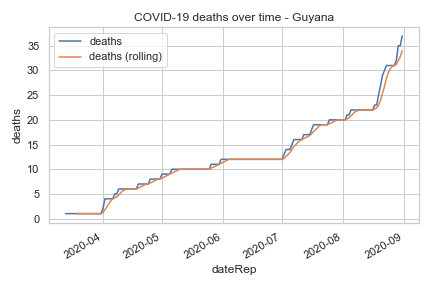 COVID-19 deaths over time - Guyana
deaths
deaths (rolling)
deaths
35
30
25
20
15
10
5
0
2020-04
2020-05
2020-06
2020-07
2020-08
2020-09
dateRep